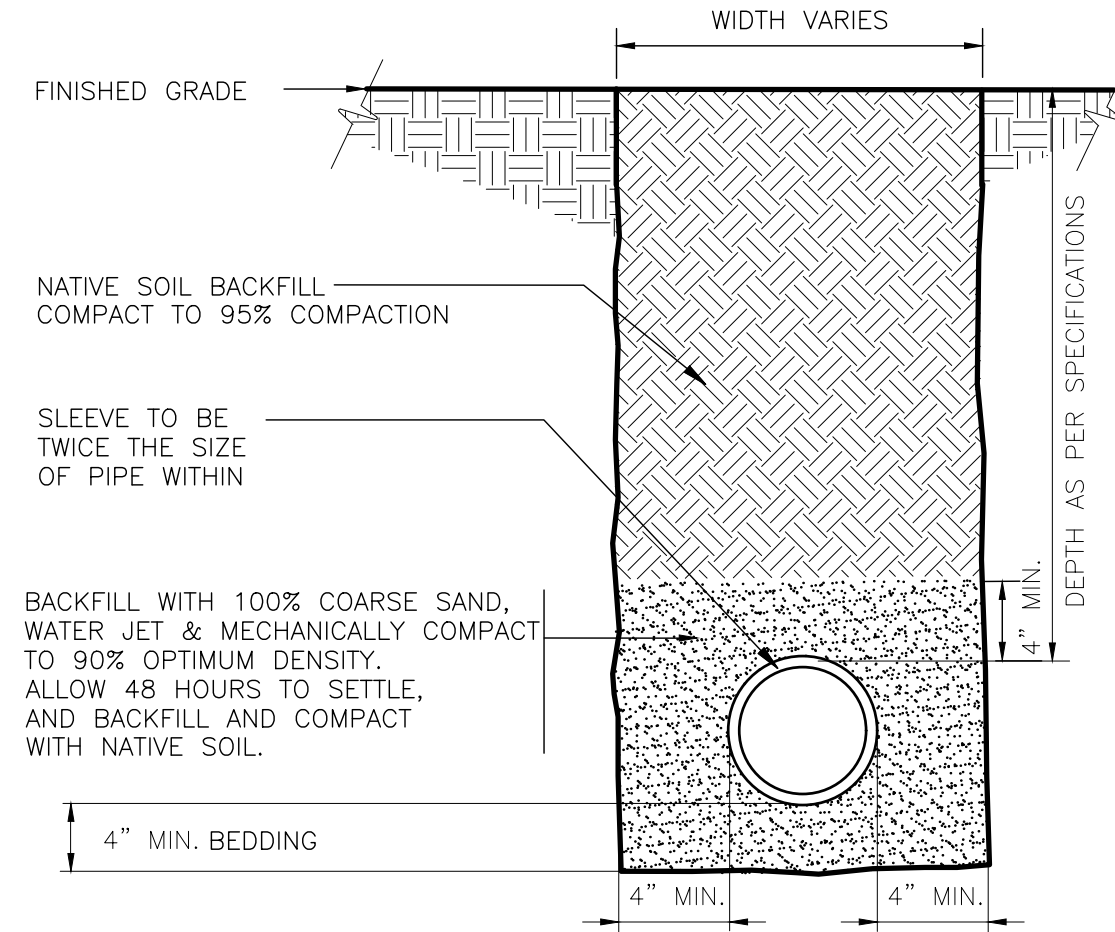 WIDTH VARIES
FINISHED GRADE
NATIVE SOIL BACKFILL
COMPACT TO 95% COMPACTION
DEPTH AS PER SPECIFICATIONS
SLEEVE TO BE
TWICE THE SIZE
OF PIPE WITHIN
4” MIN.
BACKFILL WITH 100% COARSE SAND,
WATER JET & MECHANICALLY COMPACT
TO 90% OPTIMUM DENSITY.
ALLOW 48 HOURS TO SETTLE,
AND BACKFILL AND COMPACT
WITH NATIVE SOIL.
4” MIN. BEDDING
4” MIN.
4” MIN.